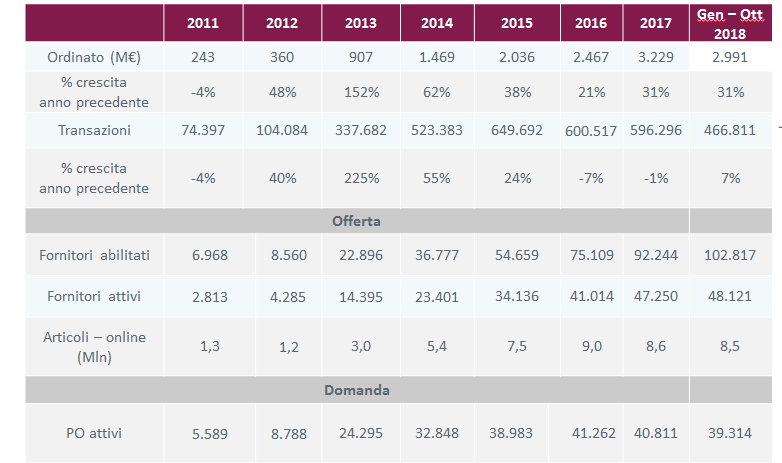 2011 2012 2013 2014 2015 2016 2017 Gen – Ott 2018
Ordinato (M€) 243 360 907 1.469 2.036 2.467 3.229 2.991
% crescita
anno precedente -4% 48% 152% 62% 38% 21% 31% 31%
Transazioni 74.397 104.084 337.682 523.383 649.692 600.517 596.296 466.811
% crescita
anno precedente -4% 40% 225% 55% 24% -7% -1% 7%
Offerta
Fornitori abilitati 6.968 8.560 22.896 36.777 54.659 75.109 92.244 102.817
Fornitori attivi 2.813 4.285 14.395 23.401 34.136 41.014 47.250 48.121
Articoli – online
(Mln) 1,3 1,2 3,0 5,4 7,5 9,0 8,6 8,5
Domanda
PO attivi 5.589 8.788 24.295 32.848 38.983 41.262 40.811 39.314